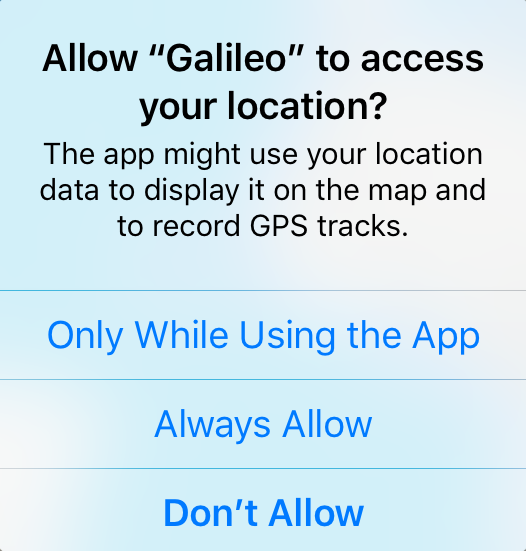 Allow “Galileo” to access
your location?
The app might use your location
data to display it on the map and
to record GPS tracks.
Only While Using the App
Always Allow
Don’t Allow